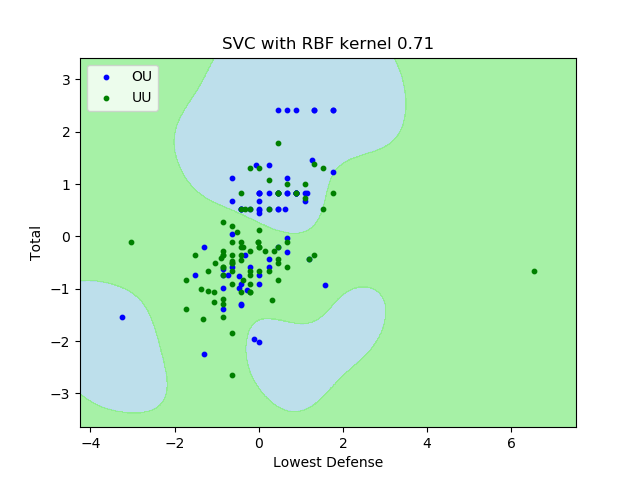 SVC with RBF kernel 0.71
OU
UU
3
2
1
0
−1
−2
−3
Total
−4 −2 0 2 4 6
Lowest Defense